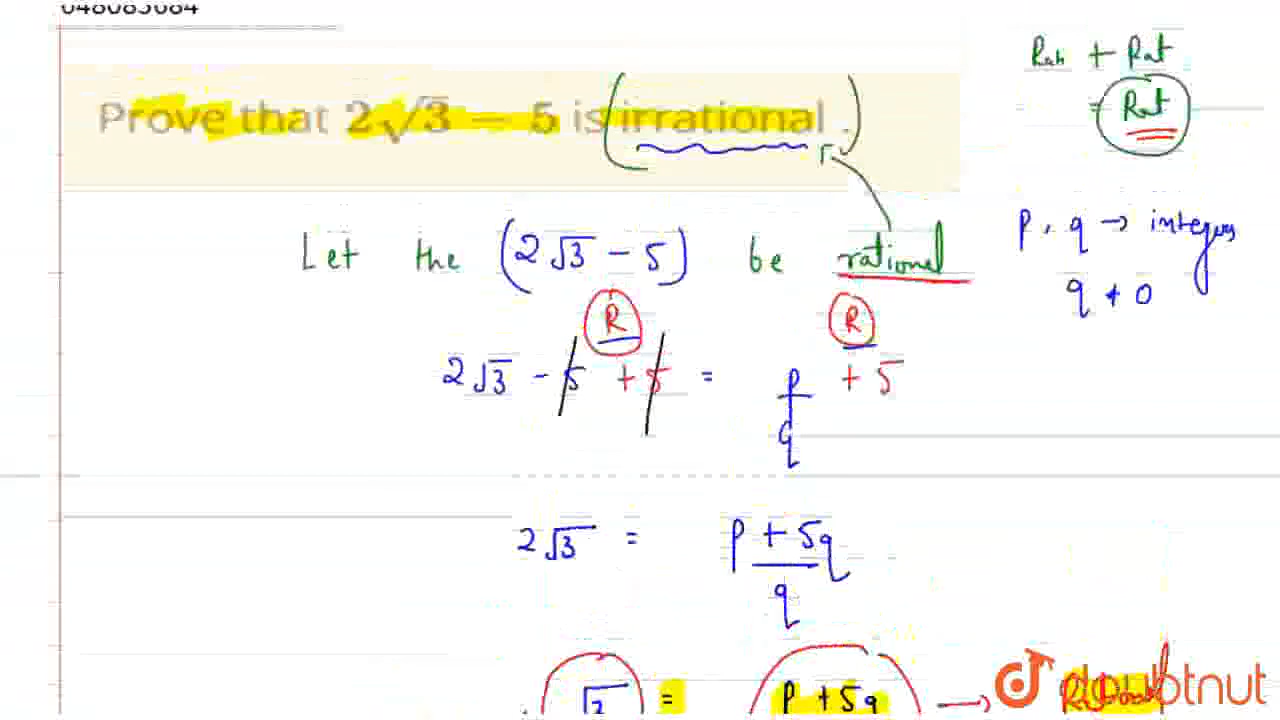 Prove that 2√3 − 5 is irrational .
Rat + Rat
= Rat
Let the (2√3 − 5) be rational
p, q → integers
q ≠ 0
R R
2√3 − 5 + 5 = p/q + 5
2√3 = (p + 5q)/q
= p + 5q →
doubtnut